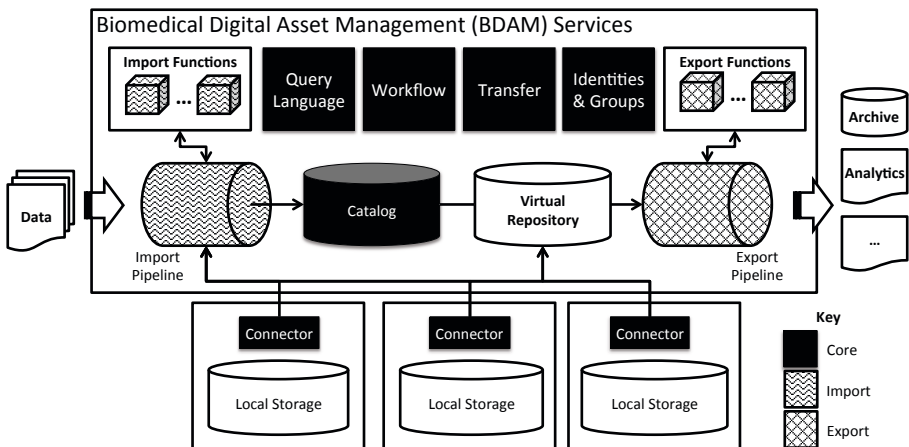 Biomedical Digital Asset Management (BDAM) Services
Import Functions
...
Query
Language
Workflow
Transfer
Identities
& Groups
Export Functions
...
Data
Import
Pipeline
Catalog
Virtual
Repository
Export
Pipeline
Archive
Analytics
...
Connector
Local Storage
Connector
Local Storage
Connector
Local Storage
Key
Core
Import
Export